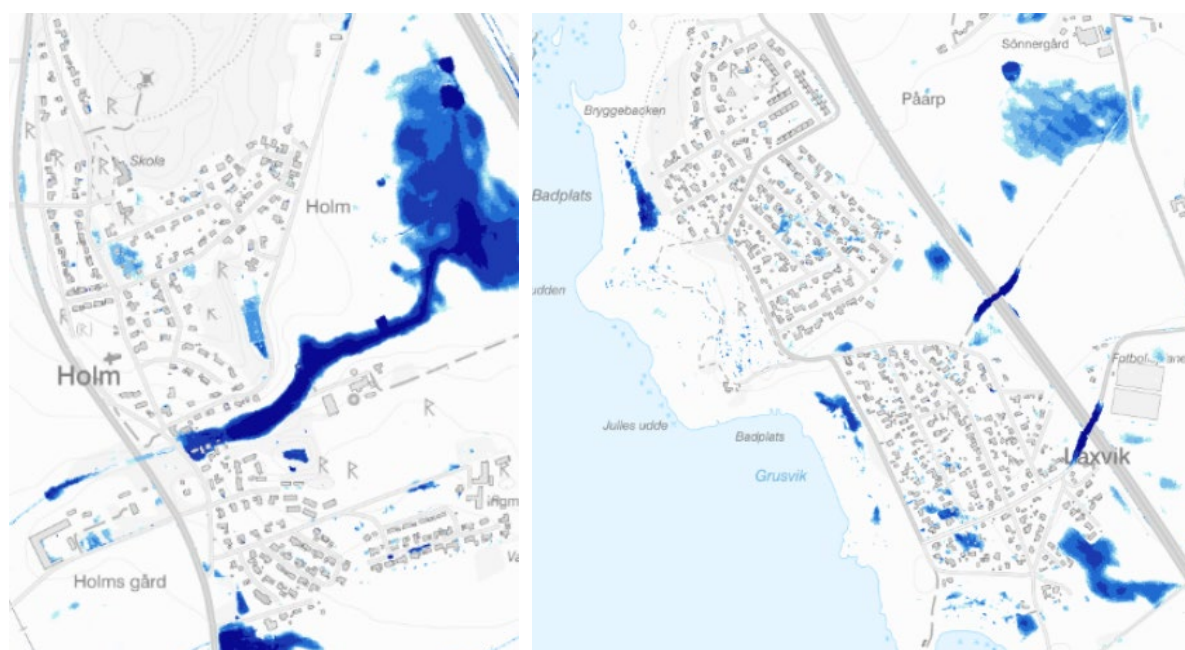 Skola
Holm
Holm
Holms gård
Sönnergård
Påarp
Bryggebacken
Badplats
udden
Julles udde
Badplats
Grusvik
Laxvik
R
R
R
R
R
(R)
R
R
R
R
R
R
R
R